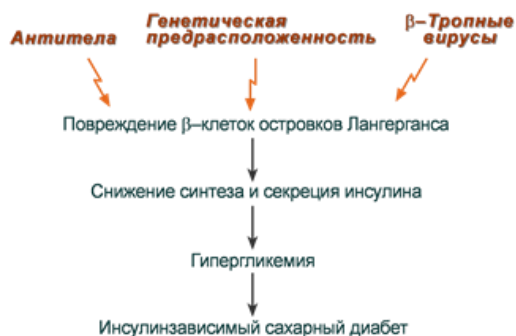 Антитела
Генетическая
предрасположенность
β–Тропные
вирусы
Повреждение β–клеток островков Лангерганса
Снижение синтеза и секреция инсулина
Гипергликемия
Инсулинзависимый сахарный диабет